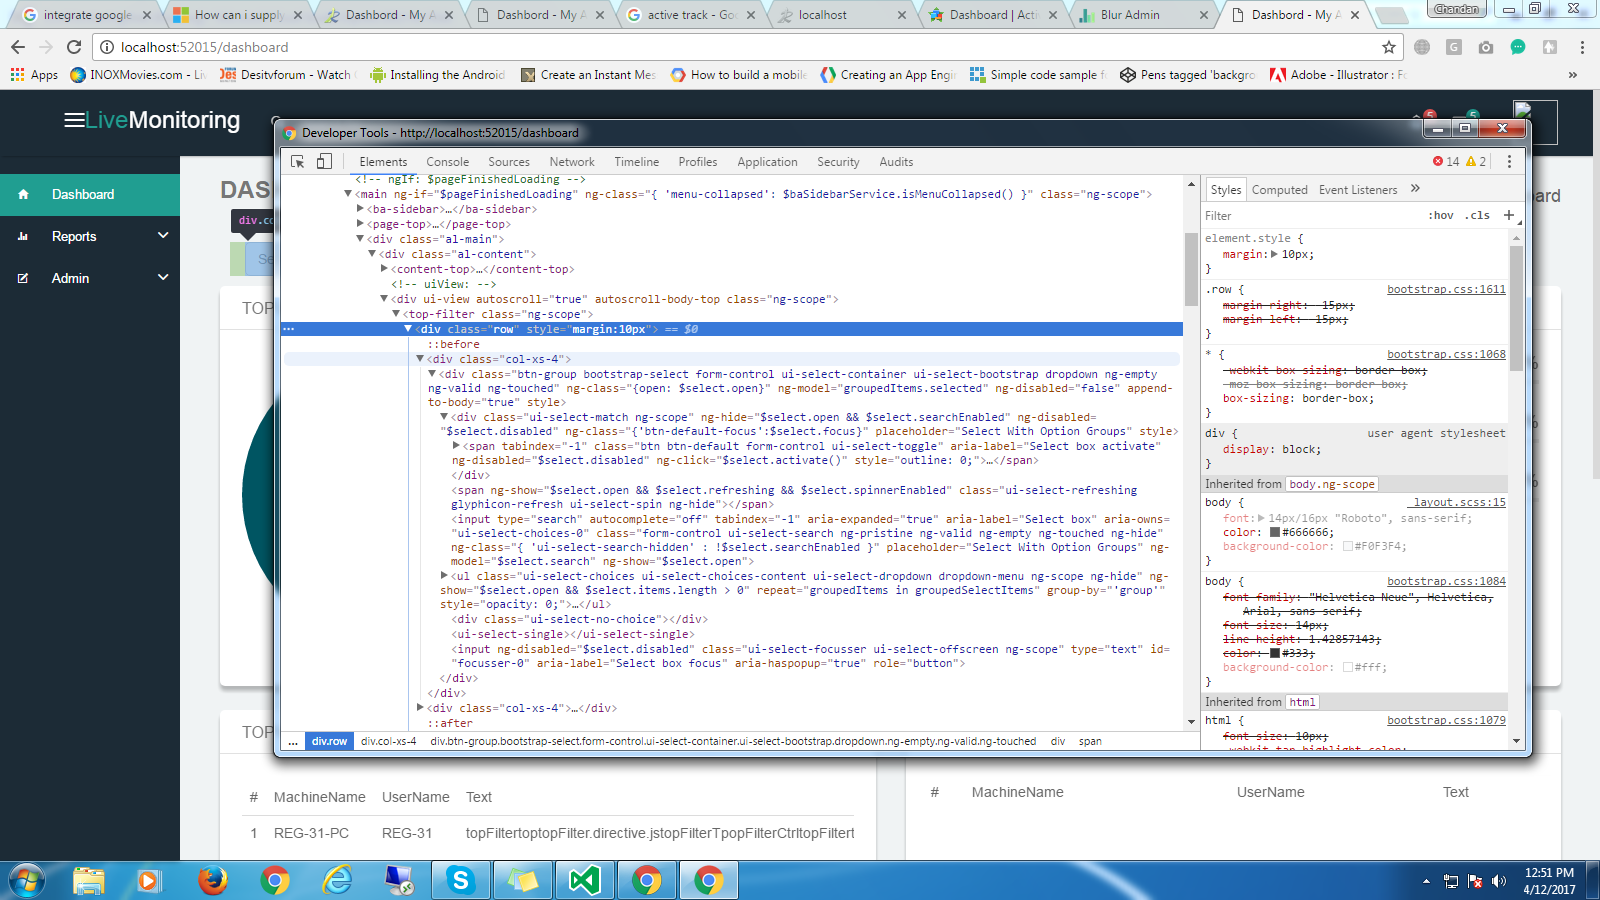 integrate google
How can i supply
Dashbord - My A
Dashbord - My A
active track - Goo
localhost
Dashboard | Acti
Blur Admin
Dashbord - My A
Chandan
localhost:52015/dashboard
Apps
INOXMovies.com - Liv
Desitvforum - Watch
Installing the Android
Create an Instant Mes
How to build a mobile
Creating an App Engi
Simple code sample f
Pens tagged 'backgro
Adobe - Illustrator : Fo
»
LiveMonitoring
5
5
Dashboard
Reports
Admin
DAS
ard
div.co
Se
TOP
Developer Tools - http://localhost:52015/dashboard
Elements Console Sources Network Timeline Profiles Application Security Audits
14 2
<!-- ngIf: $pageFinishedLoading -->
<main ng-if="$pageFinishedLoading" ng-class="{ 'menu-collapsed': $baSidebarService.isMenuCollapsed() }" class="ng-scope">
<ba-sidebar>…</ba-sidebar>
<page-top>…</page-top>
<div class="al-main">
<div class="al-content">
<content-top>…</content-top>
<!-- uiView: -->
<div ui-view autoscroll="true" autoscroll-body-top class="ng-scope">
<top-filter class="ng-scope">
<div class="row" style="margin:10px"> == $0
::before
<div class="col-xs-4">
<div class="btn-group bootstrap-select form-control ui-select-container ui-select-bootstrap dropdown ng-empty
ng-valid ng-touched" ng-class="{open: $select.open}" ng-model="groupedItems.selected" ng-disabled="false" append-
to-body="true" style>
<div class="ui-select-match ng-scope" ng-hide="$select.open && $select.searchEnabled" ng-disabled=
"$select.disabled" ng-class="{'btn-default-focus':$select.focus}" placeholder="Select With Option Groups" style>
<span tabindex="-1" class="btn btn-default form-control ui-select-toggle" aria-label="Select box activate"
ng-disabled="$select.disabled" ng-click="$select.activate()" style="outline: 0;">…</span>
</div>
<span ng-show="$select.open && $select.refreshing && $select.spinnerEnabled" class="ui-select-refreshing
glyphicon-refresh ui-select-spin ng-hide"></span>
<input type="search" autocomplete="off" tabindex="-1" aria-expanded="true" aria-label="Select box" aria-owns=
"ui-select-choices-0" class="form-control ui-select-search ng-pristine ng-valid ng-empty ng-touched ng-hide"
ng-class="{ 'ui-select-search-hidden' : !$select.searchEnabled }" placeholder="Select With Option Groups" ng-
model="$select.search" ng-show="$select.open">
<ul class="ui-select-choices ui-select-choices-content ui-select-dropdown dropdown-menu ng-scope ng-hide" ng-
show="$select.open && $select.items.length > 0" repeat="groupedItems in groupedSelectItems" group-by="'group'"
style="opacity: 0;">…</ul>
<div class="ui-select-no-choice"></div>
<ui-select-single></ui-select-single>
<input ng-disabled="$select.disabled" class="ui-select-focusser ui-select-offscreen ng-scope" type="text" id=
"focusser-0" aria-label="Select box focus" aria-haspopup="true" role="button">
</div>
</div>
<div class="col-xs-4">…</div>
::after
... div.row div.col-xs-4 div.btn-group.bootstrap-select.form-control.ui-select-container.ui-select-bootstrap.dropdown.ng-empty.ng-valid.ng-touched div span
Styles Computed Event Listeners »
Filter :hov .cls +
element.style {
margin: 10px;
}
.row { bootstrap.css:1611
margin-right: -15px;
margin-left: -15px;
}
* { bootstrap.css:1068
-webkit-box-sizing: border-box;
-moz-box-sizing: border-box;
box-sizing: border-box;
}
div { user agent stylesheet
display: block;
}
Inherited from body.ng-scope
body { _layout.scss:15
font: 14px/16px "Roboto", sans-serif;
color: #666666;
background-color: #F0F3F4;
}
body { bootstrap.css:1084
font-family: "Helvetica Neue", Helvetica,
Arial, sans-serif;
font-size: 14px;
line-height: 1.42857143;
color: #333;
background-color: #fff;
}
Inherited from html
html { bootstrap.css:1079
font-size: 10px;
-webkit-tap-highlight-color:
TOP
# MachineName UserName Text
1 REG-31-PC REG-31 topFiltertoptopFilter.directive.jstopFilterTpopFilterCtrltopFiltert
# MachineName UserName Text
12:51 PM
4/12/2017